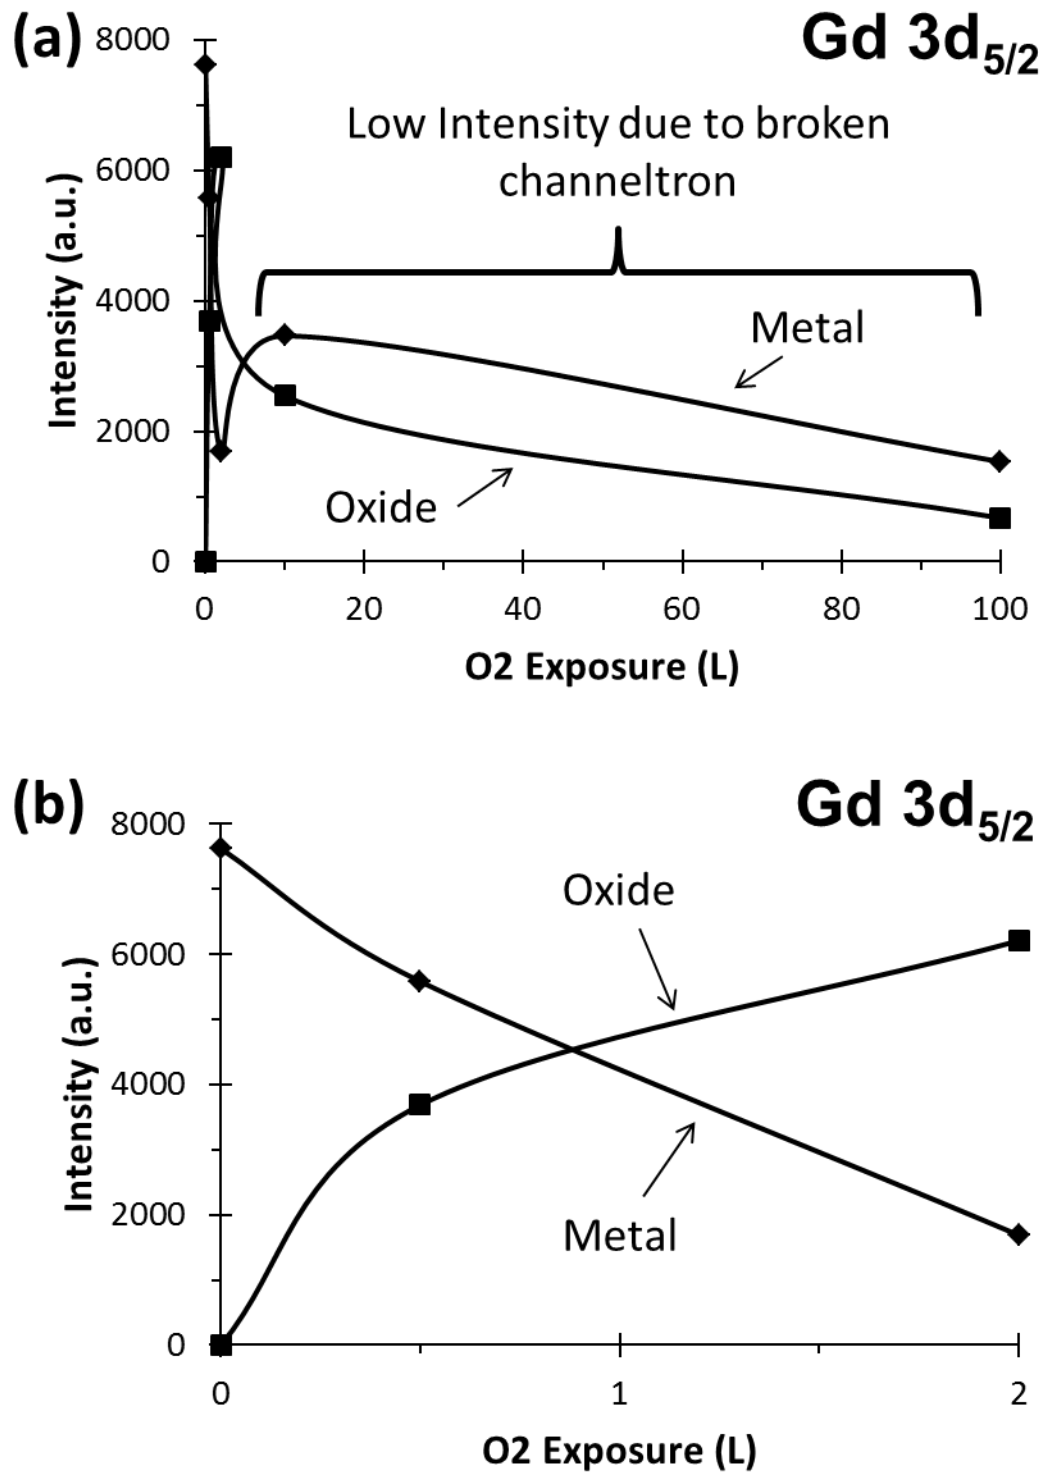 (a)
Gd 3d5/2
8000
6000
4000
2000
0
Intensity (a.u.)
Low Intensity due to broken
channeltron
Metal
Oxide
0 20 40 60 80 100
O2 Exposure (L)
(b)
Gd 3d5/2
8000
6000
4000
2000
0
Intensity (a.u.)
Oxide
Metal
0 1 2
O2 Exposure (L)